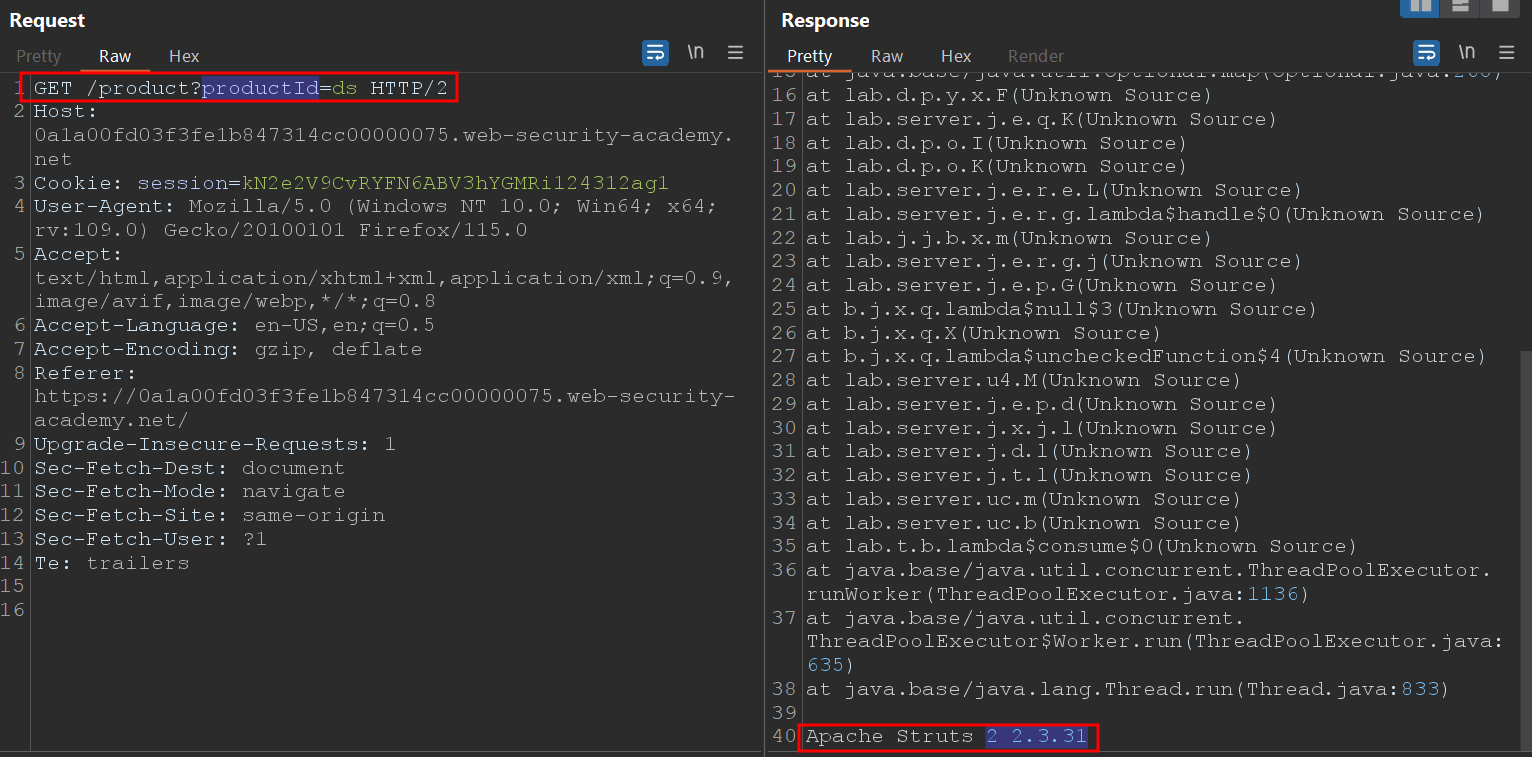 Request
Pretty Raw Hex
\n
1 GET /product?productId=ds HTTP/2
2 Host:
0a1a00fd03f3fe1b847314cc00000075.web-security-academy.
net
3 Cookie: session=kN2e2V9CvRYFN6ABV3hYGMRi124312ag1
4 User-Agent: Mozilla/5.0 (Windows NT 10.0; Win64; x64;
rv:109.0) Gecko/20100101 Firefox/115.0
5 Accept:
text/html,application/xhtml+xml,application/xml;q=0.9,
image/avif,image/webp,*/*;q=0.8
6 Accept-Language: en-US,en;q=0.5
7 Accept-Encoding: gzip, deflate
8 Referer:
https://0a1a00fd03f3fe1b847314cc00000075.web-security-
academy.net/
9 Upgrade-Insecure-Requests: 1
10 Sec-Fetch-Dest: document
11 Sec-Fetch-Mode: navigate
12 Sec-Fetch-Site: same-origin
13 Sec-Fetch-User: ?1
14 Te: trailers
15
16
Response
Pretty Raw Hex Render
\n
15 at java.base/java.util.Optional.map(Optional.java:260)
16 at lab.d.p.y.x.F(Unknown Source)
17 at lab.server.j.e.q.K(Unknown Source)
18 at lab.d.p.o.I(Unknown Source)
19 at lab.d.p.o.K(Unknown Source)
20 at lab.server.j.e.r.e.L(Unknown Source)
21 at lab.server.j.e.r.g.lambda$handle$0(Unknown Source)
22 at lab.j.j.b.x.m(Unknown Source)
23 at lab.server.j.e.r.g.j(Unknown Source)
24 at lab.server.j.e.p.G(Unknown Source)
25 at b.j.x.q.lambda$null$3(Unknown Source)
26 at b.j.x.q.X(Unknown Source)
27 at b.j.x.q.lambda$uncheckedFunction$4(Unknown Source)
28 at lab.server.u4.M(Unknown Source)
29 at lab.server.j.e.p.d(Unknown Source)
30 at lab.server.j.x.j.l(Unknown Source)
31 at lab.server.j.d.l(Unknown Source)
32 at lab.server.j.t.l(Unknown Source)
33 at lab.server.uc.m(Unknown Source)
34 at lab.server.uc.b(Unknown Source)
35 at lab.t.b.lambda$consume$0(Unknown Source)
36 at java.base/java.util.concurrent.ThreadPoolExecutor.
runWorker(ThreadPoolExecutor.java:1136)
37 at java.base/java.util.concurrent.
ThreadPoolExecutor$Worker.run(ThreadPoolExecutor.java:
635)
38 at java.base/java.lang.Thread.run(Thread.java:833)
39
40 Apache Struts 2 2.3.31